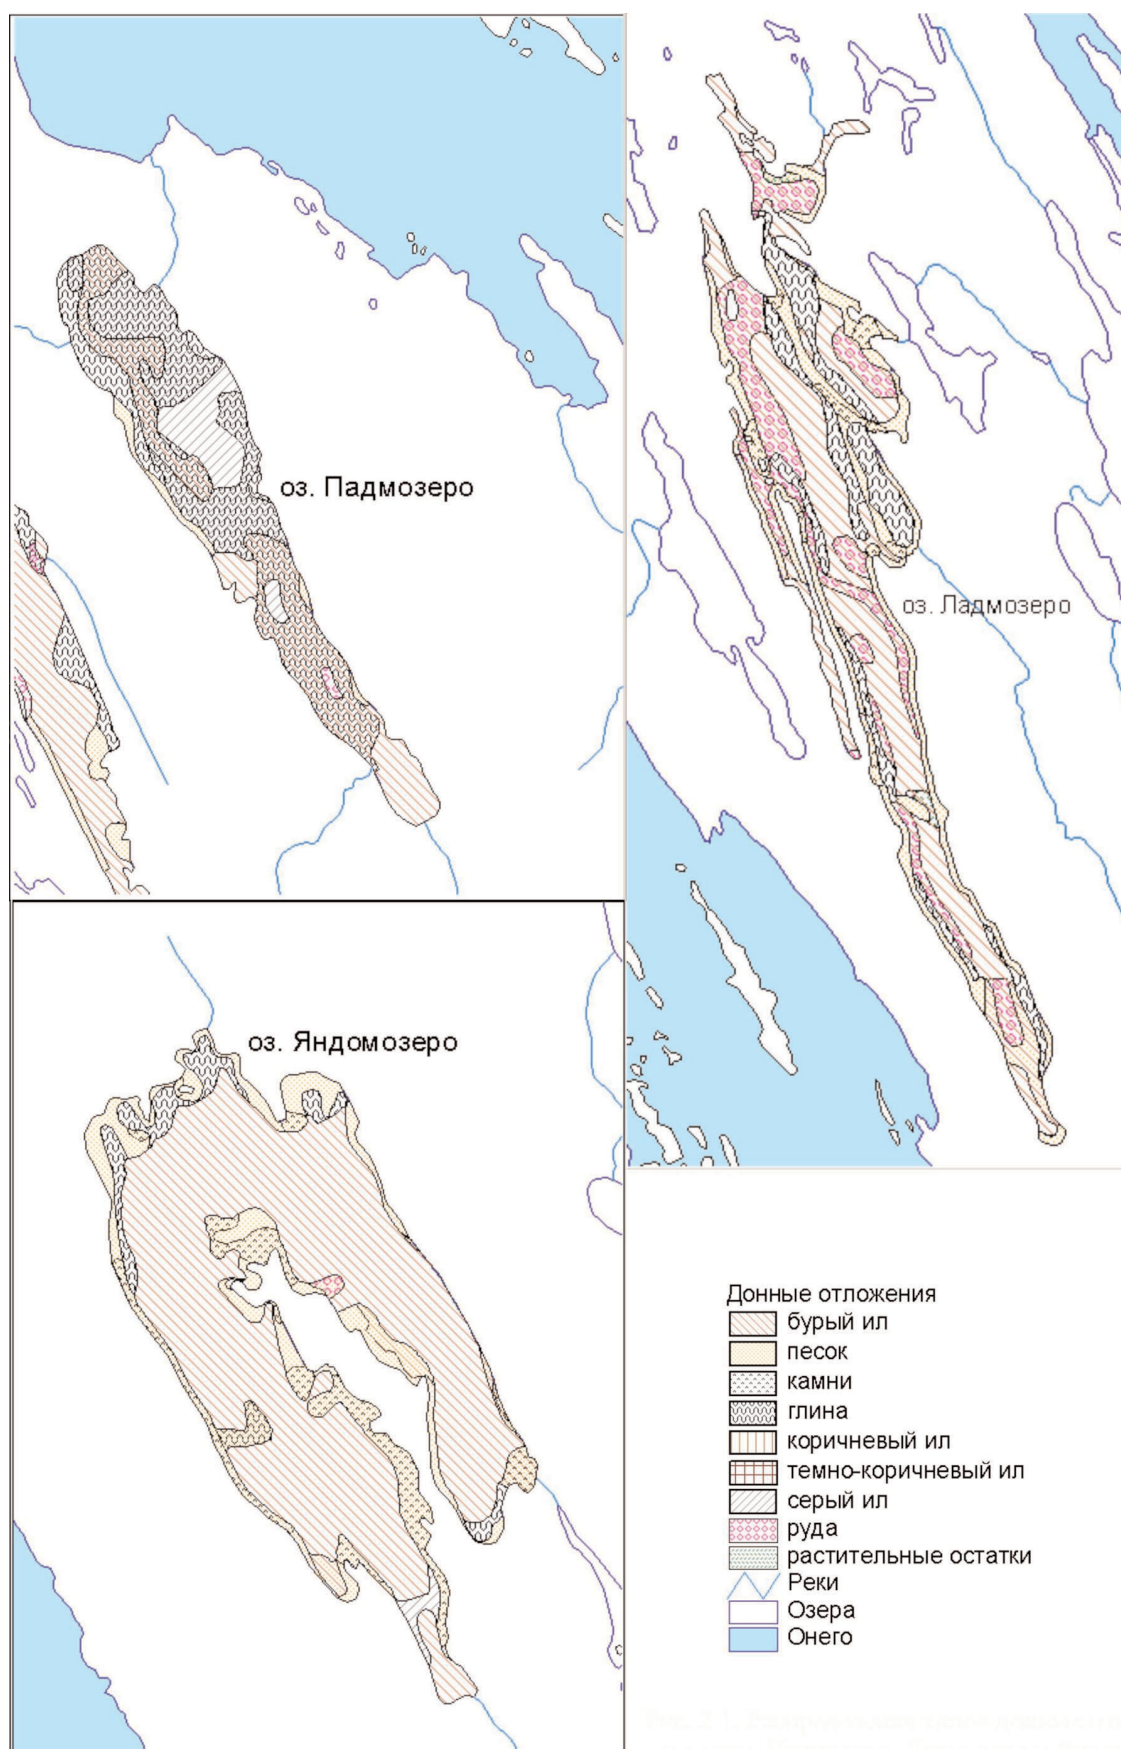 оз. Падмозеро
оз. Ладмозеро
оз. Яндомозеро
Донные отложения
бурый ил
песок
камни
глина
коричневый ил
темно-коричневый ил
серый ил
руда
растительные остатки
Реки
Озера
Онего